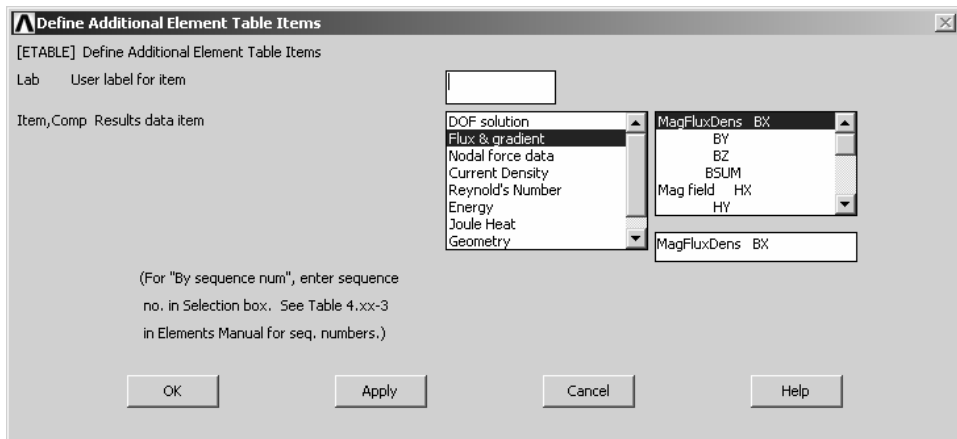 Define Additional Element Table Items
[ETABLE] Define Additional Element Table Items
Lab User label for item
Item,Comp Results data item
DOF solution
Flux & gradient
Nodal force data
Current Density
Reynold's Number
Energy
Joule Heat
Geometry
MagFluxDens BX
BY
BZ
BSUM
Mag field HX
HY
MagFluxDens BX
(For "By sequence num", enter sequence
no. in Selection box. See Table 4.xx-3
in Elements Manual for seq. numbers.)
OK Apply Cancel Help